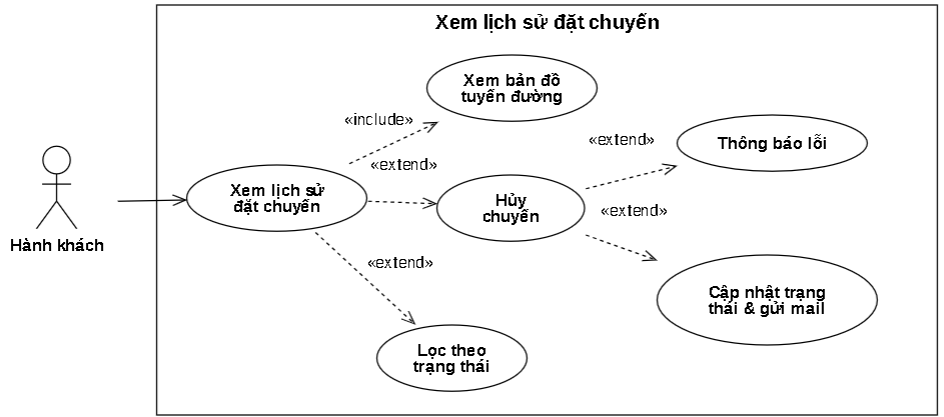 Xem lịch sử đặt chuyến
Xem bản đồ
tuyến đường
«include»
«extend»
Thông báo lỗi
«extend»
Xem lịch sử
đặt chuyến
Hủy
chuyến
«extend»
Hành khách
«extend»
Cập nhật trạng
thái & gửi mail
Lọc theo
trạng thái